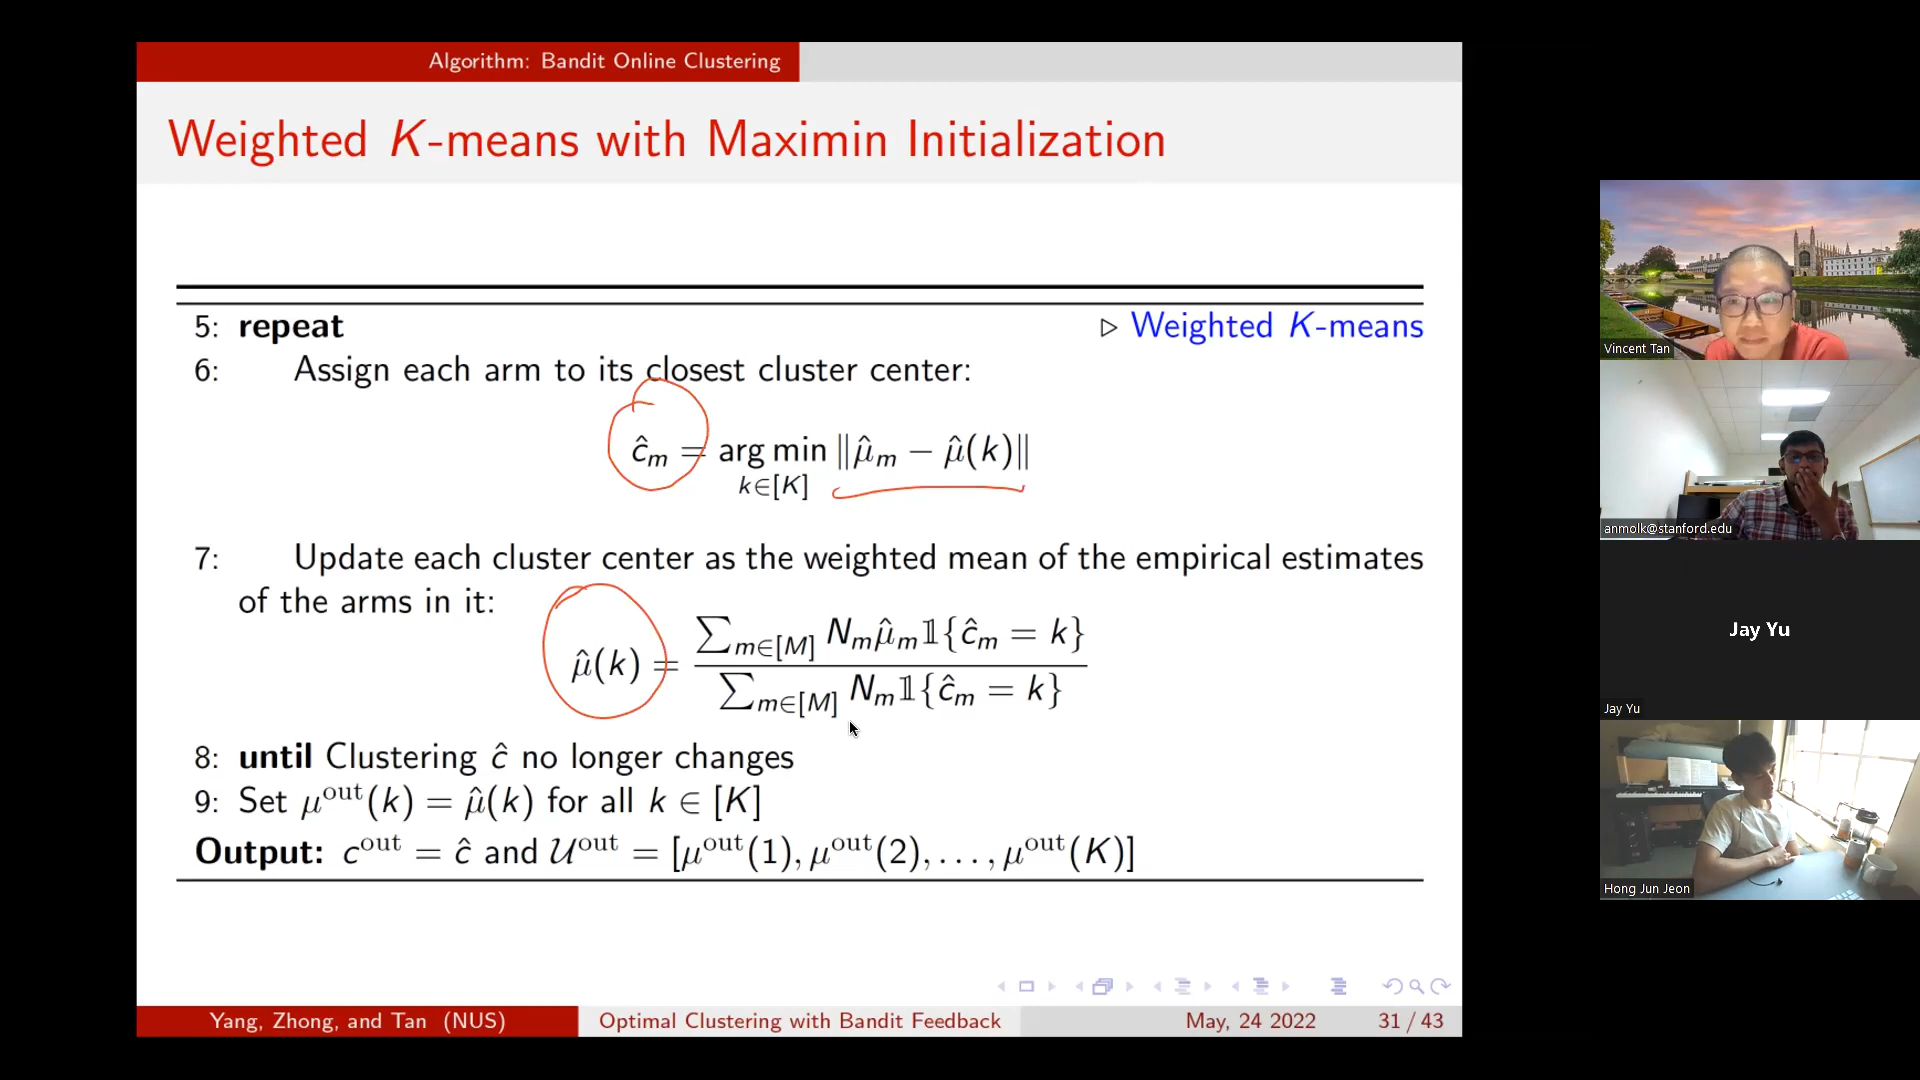 Algorithm: Bandit Online Clustering
Weighted K-means with Maximin Initialization
5: repeat ▷ Weighted K-means
6: Assign each arm to its closest cluster center:
ĉ_m = arg min_{k∈[K]} ‖μ̂_m − μ̂(k)‖
7: Update each cluster center as the weighted mean of the empirical estimates
of the arms in it:
μ̂(k) = \frac{∑_{m∈[M]} N_m μ̂_m 𝟙{ĉ_m = k}}{∑_{m∈[M]} N_m 𝟙{ĉ_m = k}}
8: until Clustering ĉ no longer changes
9: Set μ^out(k) = μ̂(k) for all k ∈ [K]
Output: c^out = ĉ and 𝒰^out = [μ^out(1), μ^out(2), . . . , μ^out(K)]
Yang, Zhong, and Tan (NUS) Optimal Clustering with Bandit Feedback May, 24 2022 31 / 43
Vincent Tan
anmolk@stanford.edu
Jay Yu
Jay Yu
Hong Jun Jeon